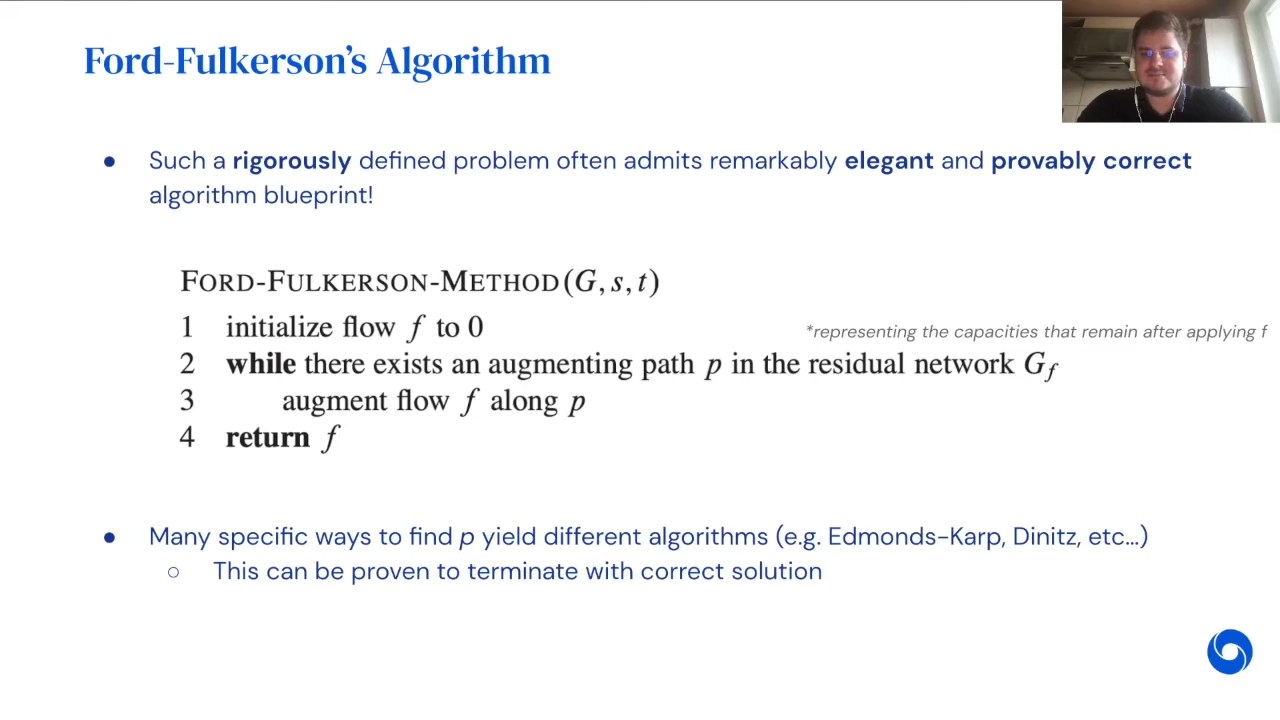 Ford-Fulkerson's Algorithm
● Such a rigorously defined problem often admits remarkably elegant and provably correct
algorithm blueprint!
FORD-FULKERSON-METHOD(G, s, t)
1 initialize flow f to 0
*representing the capacities that remain after applying f
2 while there exists an augmenting path p in the residual network Gf
3 augment flow f along p
4 return f
● Many specific ways to find p yield different algorithms (e.g. Edmonds-Karp, Dinitz, etc...)
○ This can be proven to terminate with correct solution